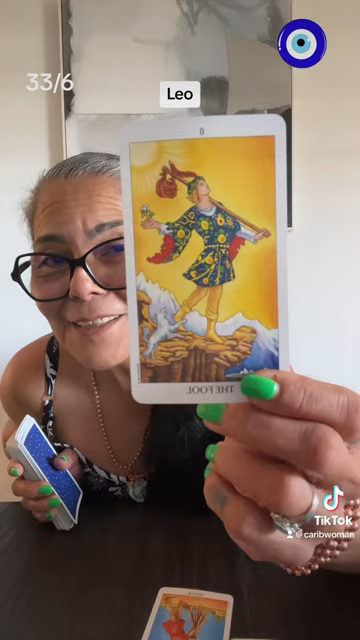 33/6
Leo
0
THE FOOL
TikTok
@caribwoman